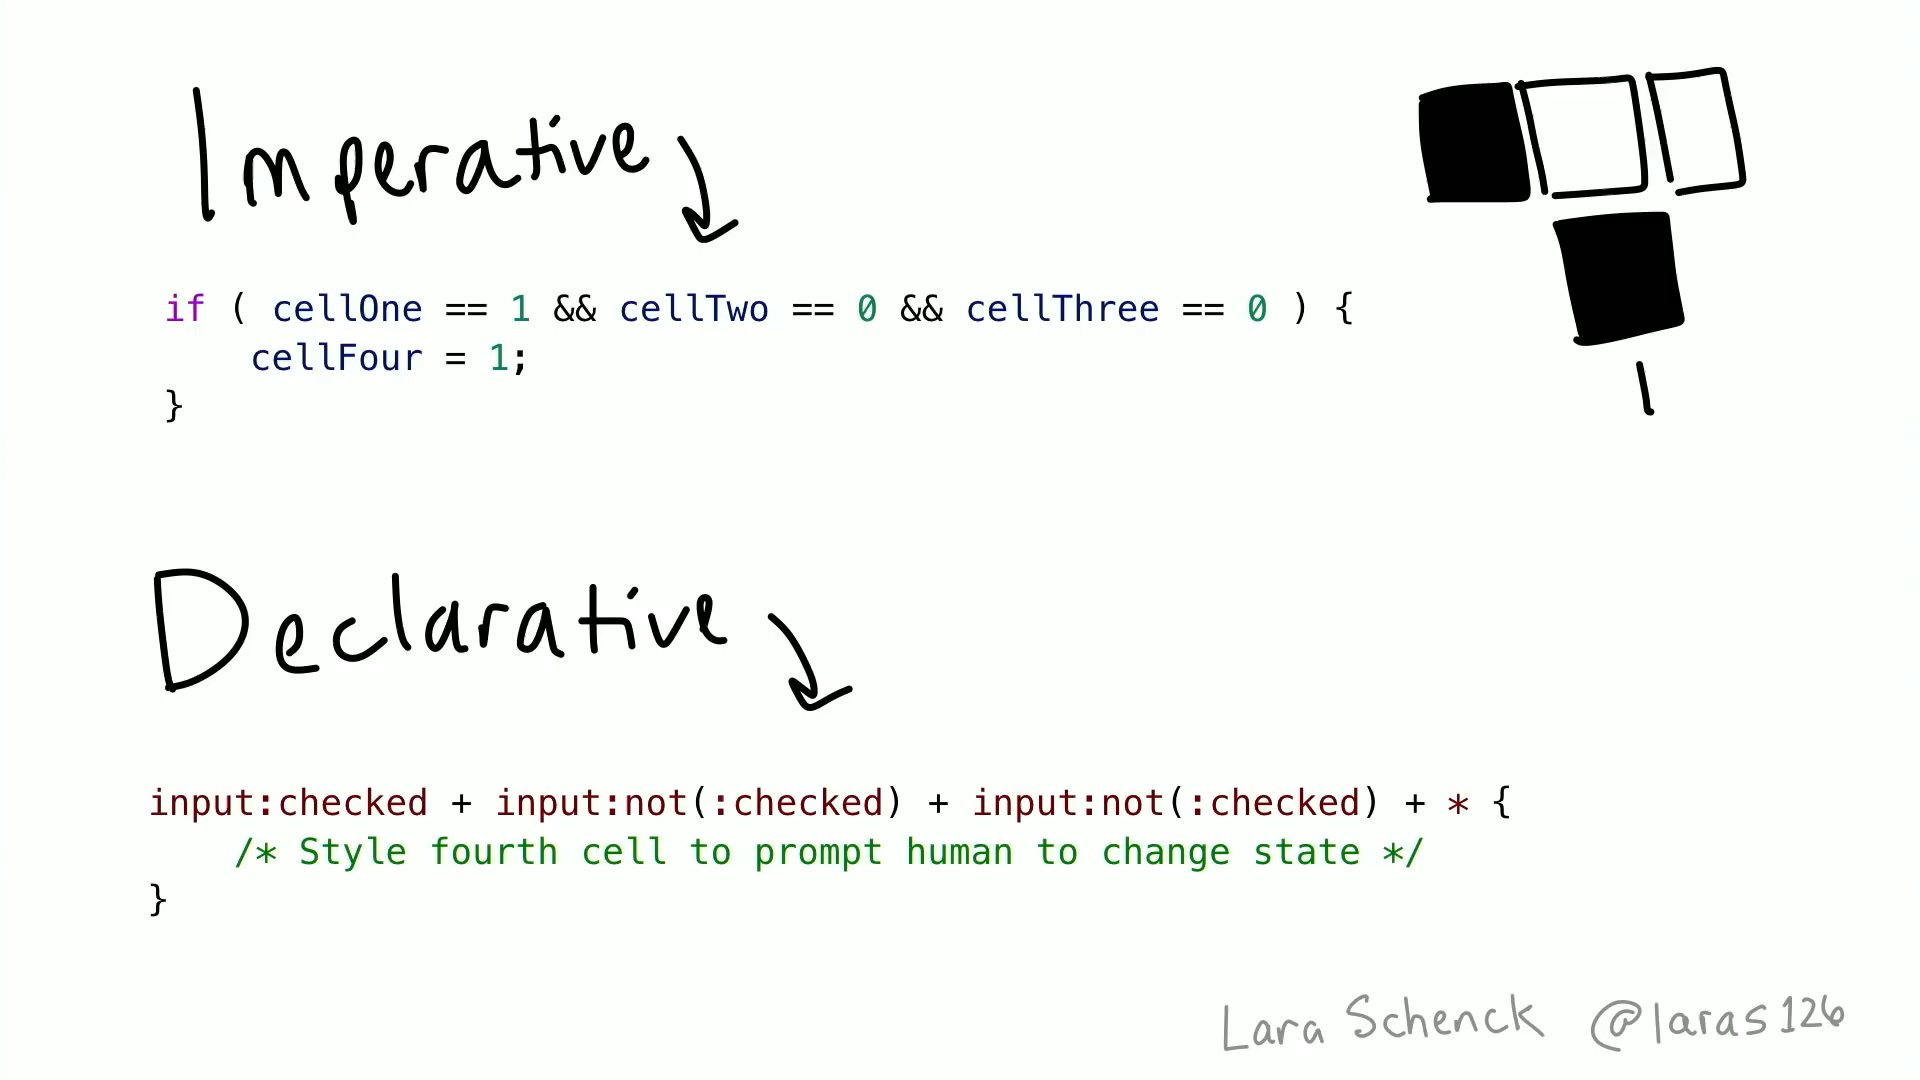 Imperative
if ( cellOne == 1 && cellTwo == 0 && cellThree == 0 ) {
cellFour = 1;
}
1
Declarative
input:checked + input:not(:checked) + input:not(:checked) + * {
/* Style fourth cell to prompt human to change state */
}
Lara Schenck @laras126